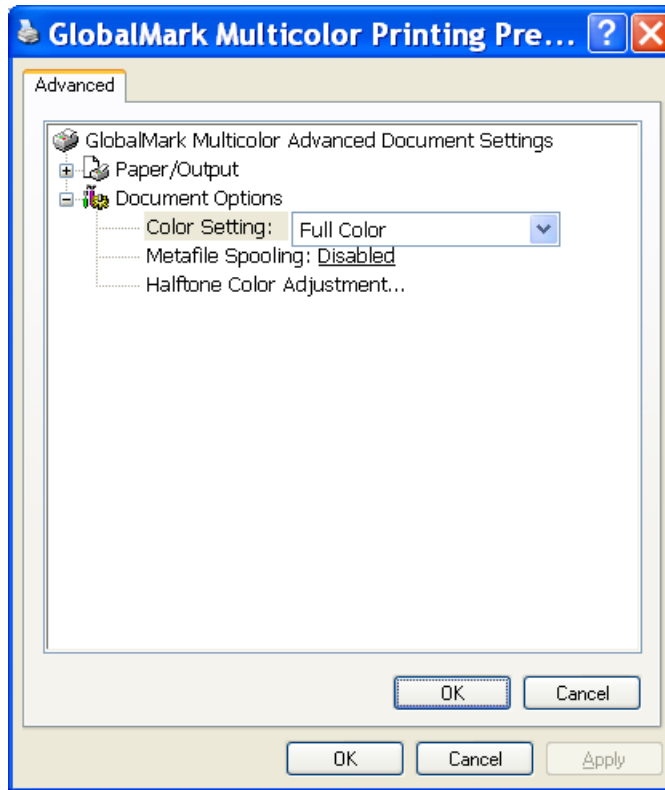 GlobalMark Multicolor Printing Pre...
Advanced
GlobalMark Multicolor Advanced Document Settings
Paper/Output
Document Options
Color Setting: Full Color
Metafile Spooling: Disabled
Halftone Color Adjustment...
OK Cancel
OK Cancel Apply